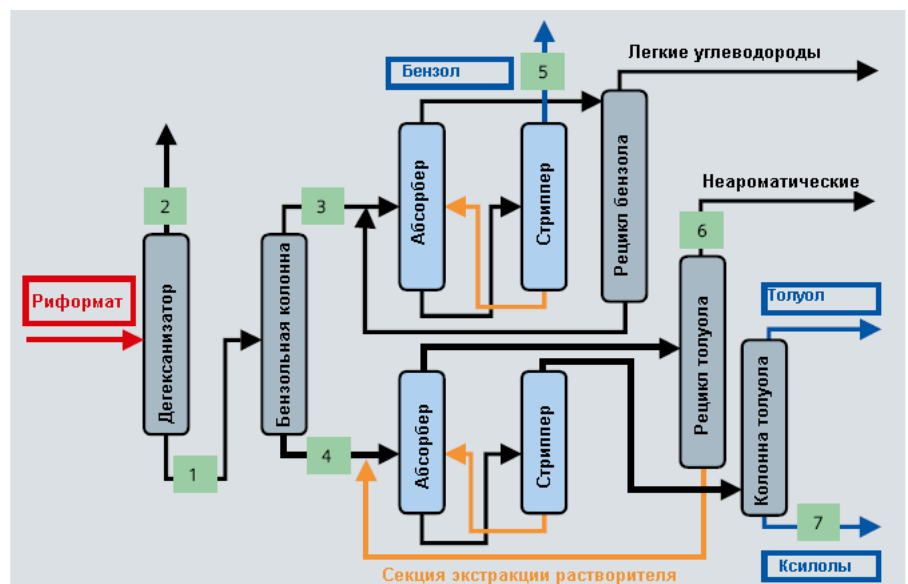 Легкие углеводороды
Бензол
5
Абсорбер
Стриппер
Рецикл бензола
Неароматические
2
3
6
Риформат
Дегексанизатор
Бензольная колонна
Толуол
Рецикл толуола
Абсорбер
Стриппер
Колонна толуола
4
1
7
Секция экстракции растворителя
Ксилолы